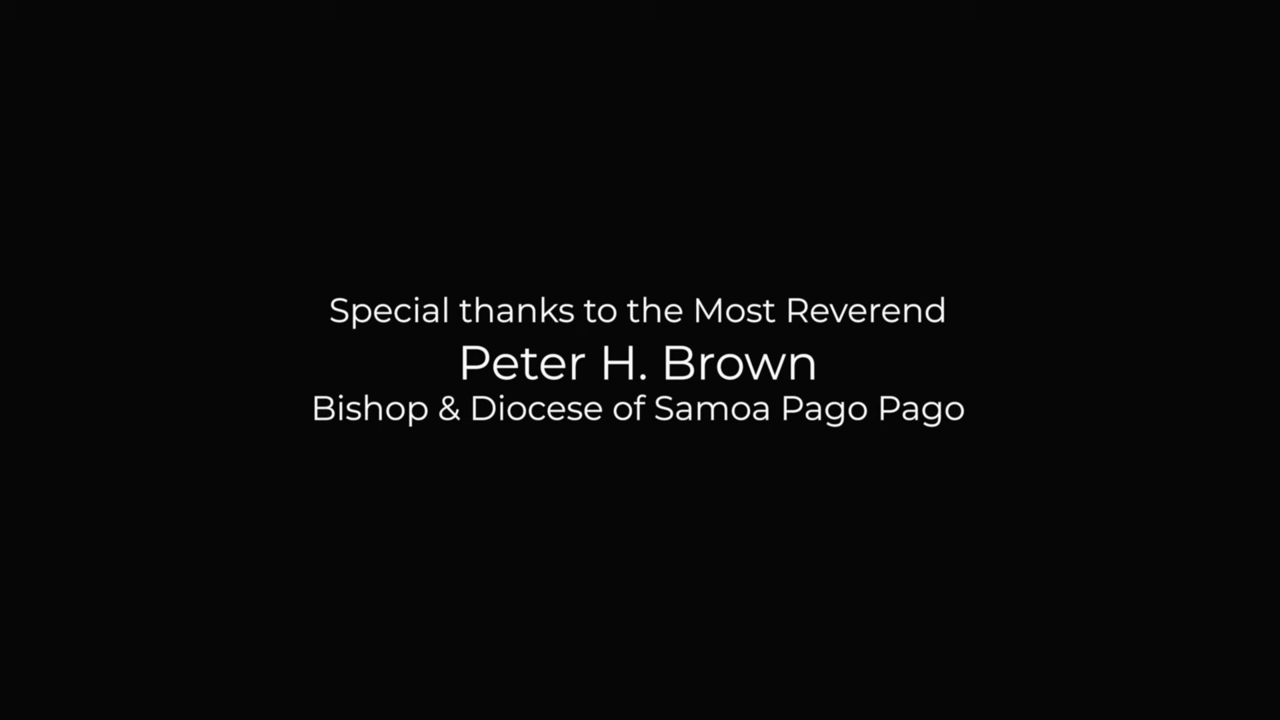 Special thanks to the Most Reverend
Peter H. Brown
Bishop & Diocese of Samoa Pago Pago